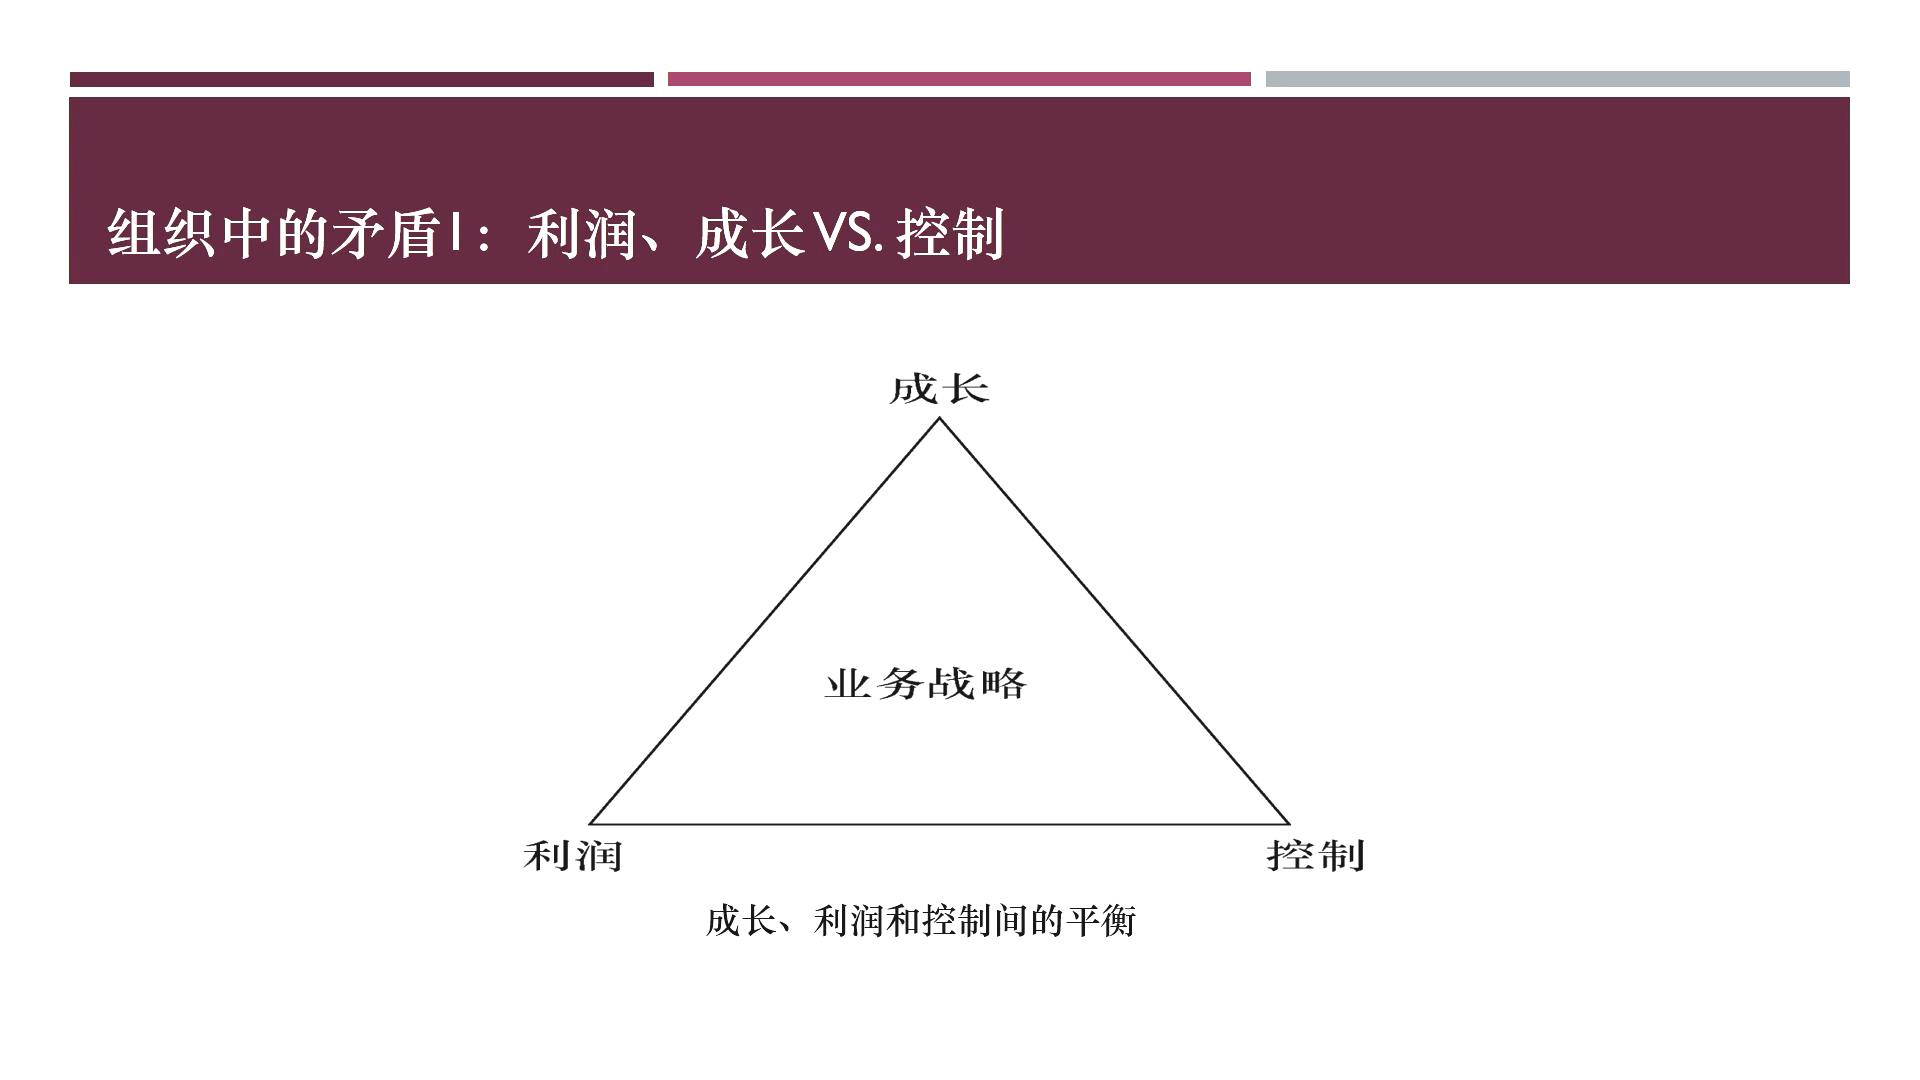 组织中的矛盾1：利润、成长VS. 控制
成长
业务战略
利润
控制
成长、利润和控制间的平衡